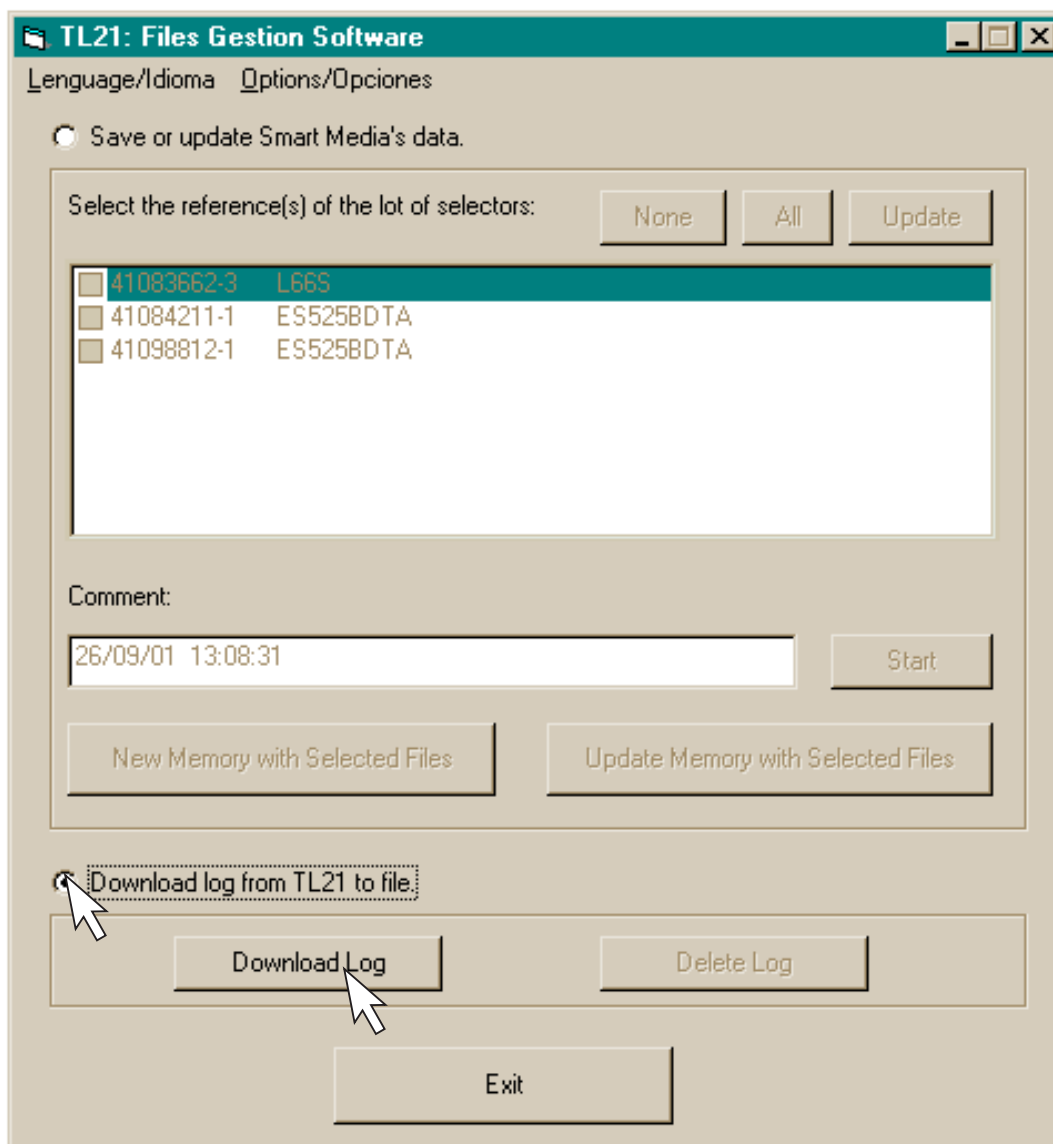 TL21: Files Gestion Software
Lenguage/Idioma Options/Opciones
Save or update Smart Media's data.
Select the reference(s) of the lot of selectors: None All Update
41083662-3 L66S
41084211-1 ES525BDTA
41098812-1 ES525BDTA
Comment:
26/09/01 13:08:31 Start
New Memory with Selected Files Update Memory with Selected Files
Download log from TL21 to file.
Download Log Delete Log
Exit